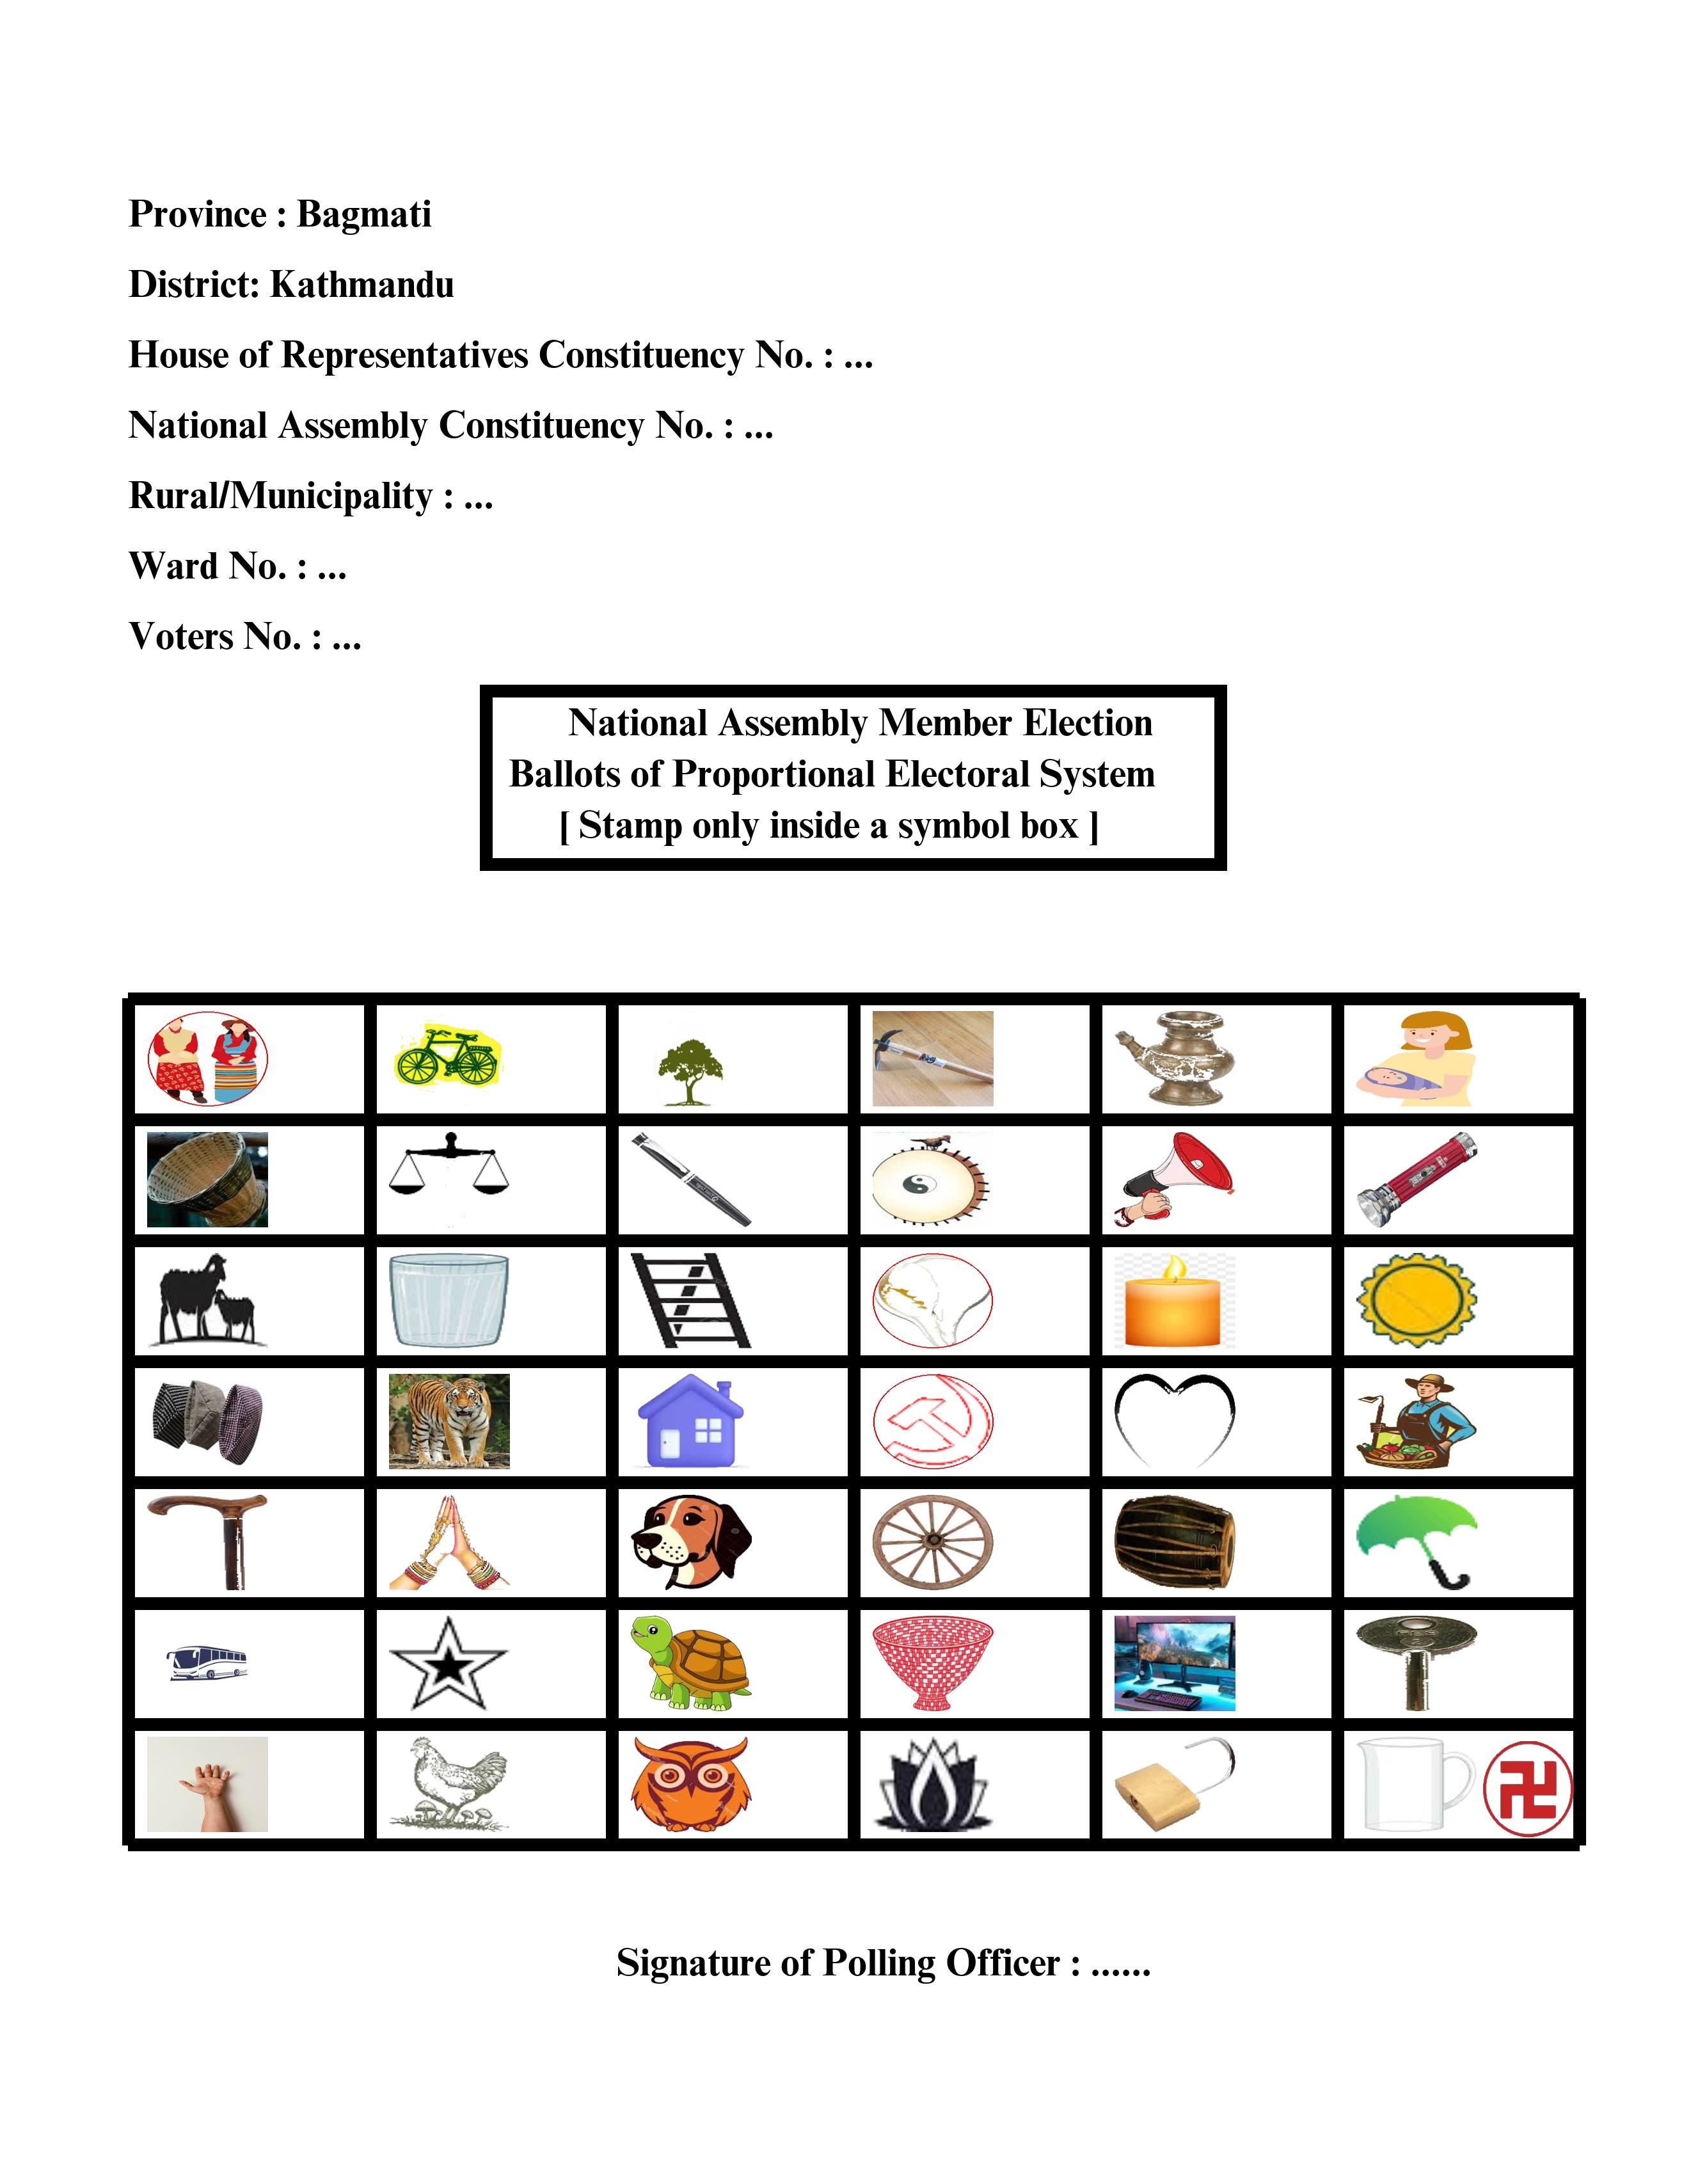 Province : Bagmati
District: Kathmandu
House of Representatives Constituency No. : ...
National Assembly Constituency No. : ...
Rural/Municipality : ...
Ward No. : ...
Voters No. : ...
National Assembly Member Election
Ballots of Proportional Electoral System
[ Stamp only inside a symbol box ]
Signature of Polling Officer : ......